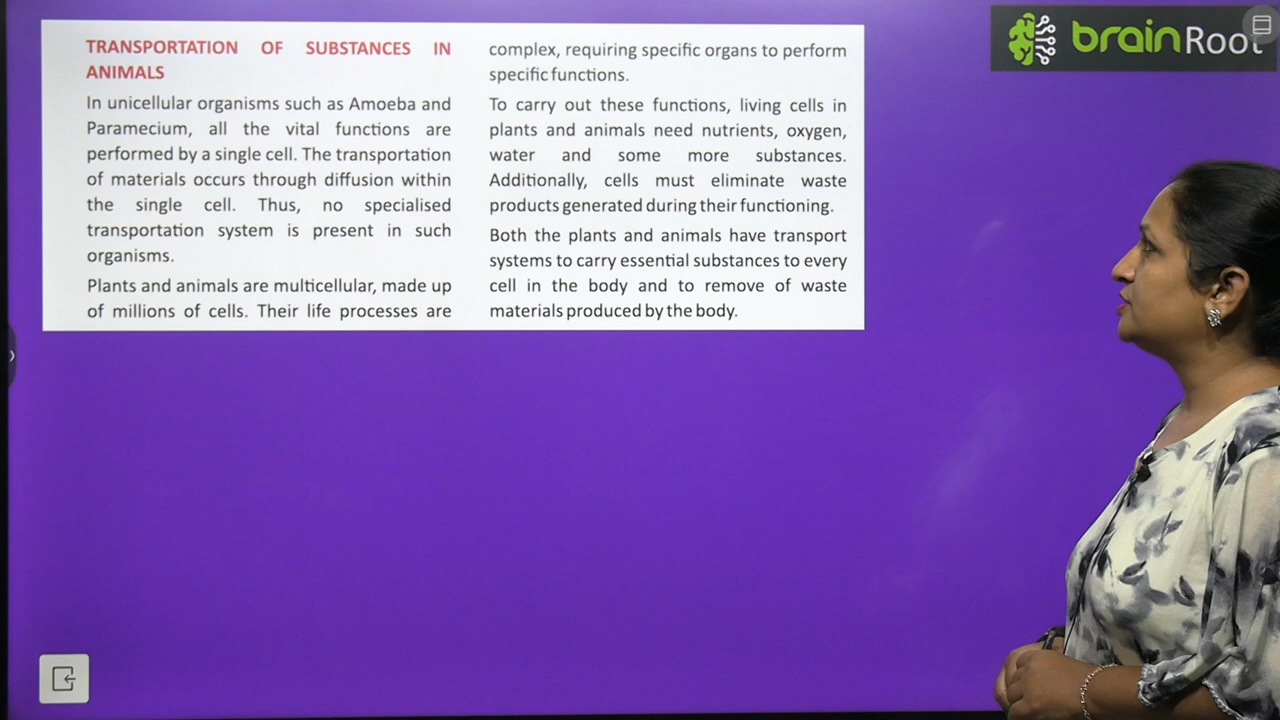 TRANSPORTATION OF SUBSTANCES IN
ANIMALS
In unicellular organisms such as Amoeba and
Paramecium, all the vital functions are
performed by a single cell. The transportation
of materials occurs through diffusion within
the single cell. Thus, no specialised
transportation system is present in such
organisms.
Plants and animals are multicellular, made up
of millions of cells. Their life processes are
complex, requiring specific organs to perform
specific functions.
To carry out these functions, living cells in
plants and animals need nutrients, oxygen,
water and some more substances.
Additionally, cells must eliminate waste
products generated during their functioning.
Both the plants and animals have transport
systems to carry essential substances to every
cell in the body and to remove of waste
materials produced by the body.
brainRoot